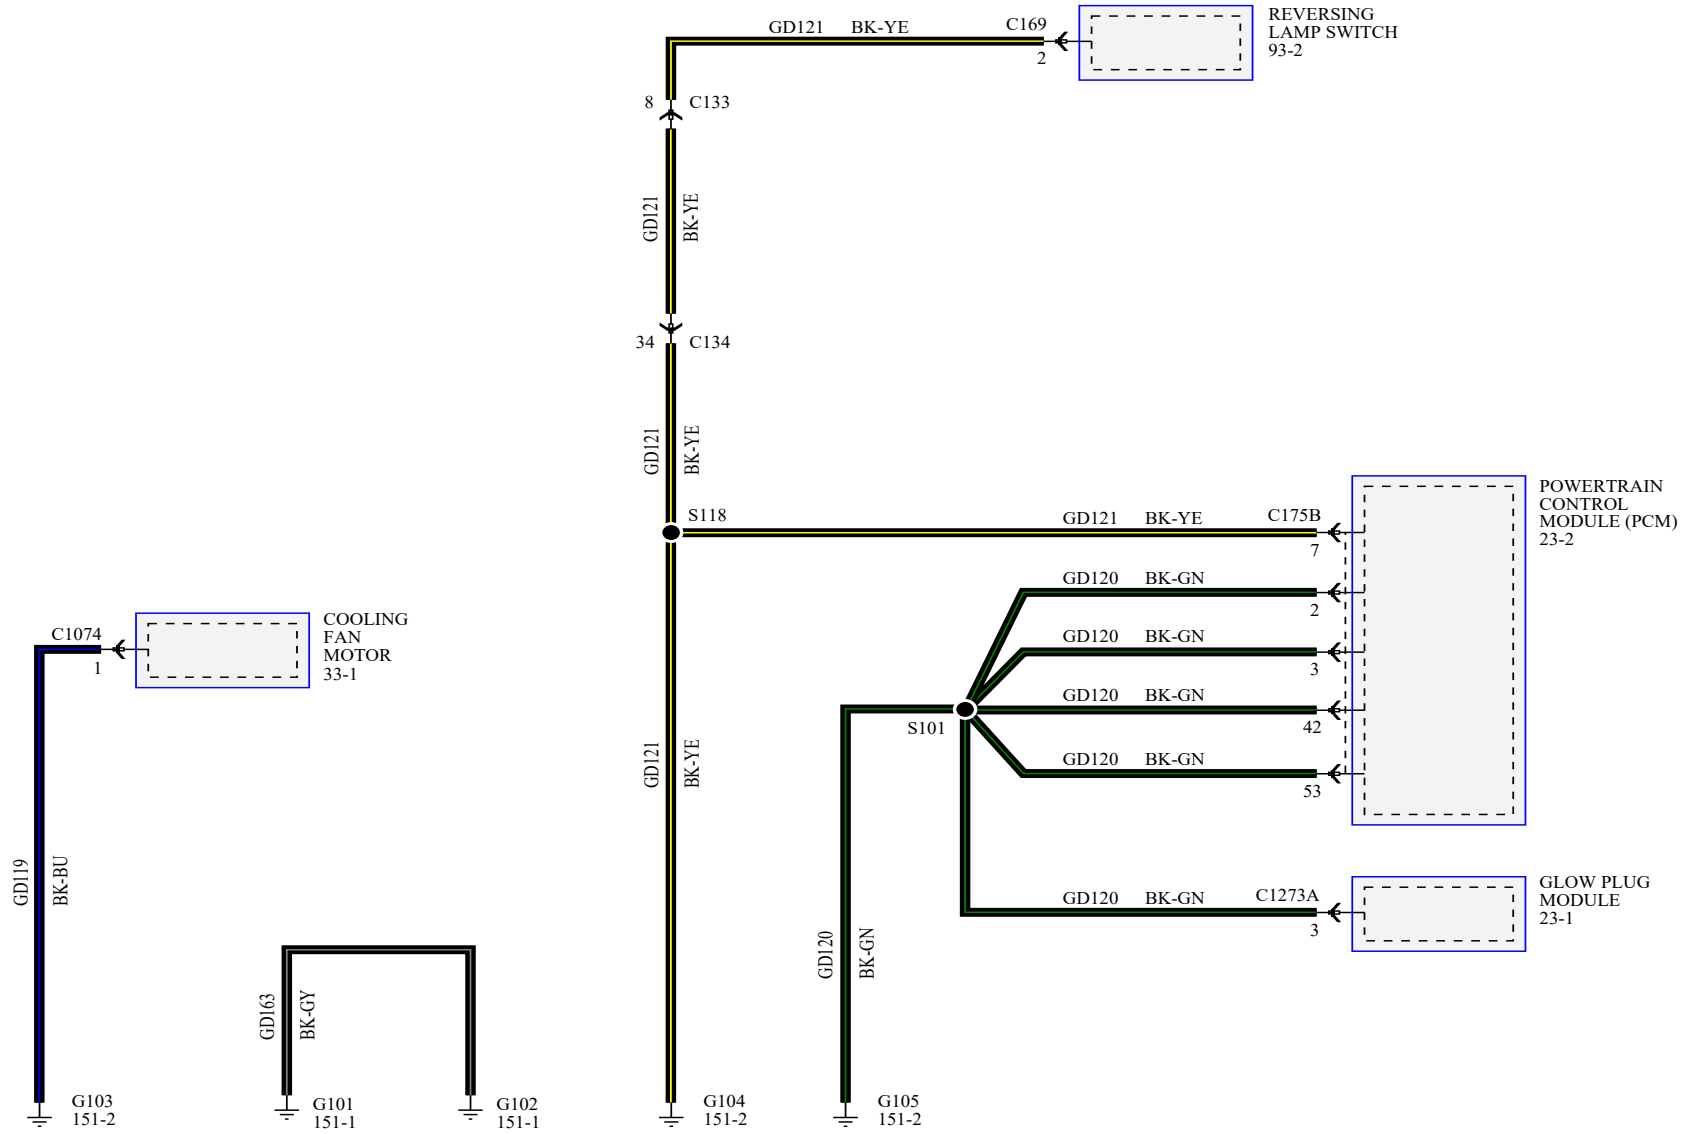 GD121 BK-YE C169
2
REVERSING
LAMP SWITCH
93-2
8 C133
GD121 BK-YE
34 C134
GD121 BK-YE
S118
GD121 BK-YE C175B
7
POWERTRAIN
CONTROL
MODULE (PCM)
23-2
GD120 BK-GN
2
GD120 BK-GN
3
GD120 BK-GN
42
GD120 BK-GN
53
S101
C1074
1
COOLING
FAN
MOTOR
33-1
GD121 BK-YE
GD119 BK-BU
GD120 BK-GN C1273A
3
GLOW PLUG
MODULE
23-1
GD120 BK-GN
GD163 BK-GY
G103
151-2
G101
151-1
G102
151-1
G104
151-2
G105
151-2